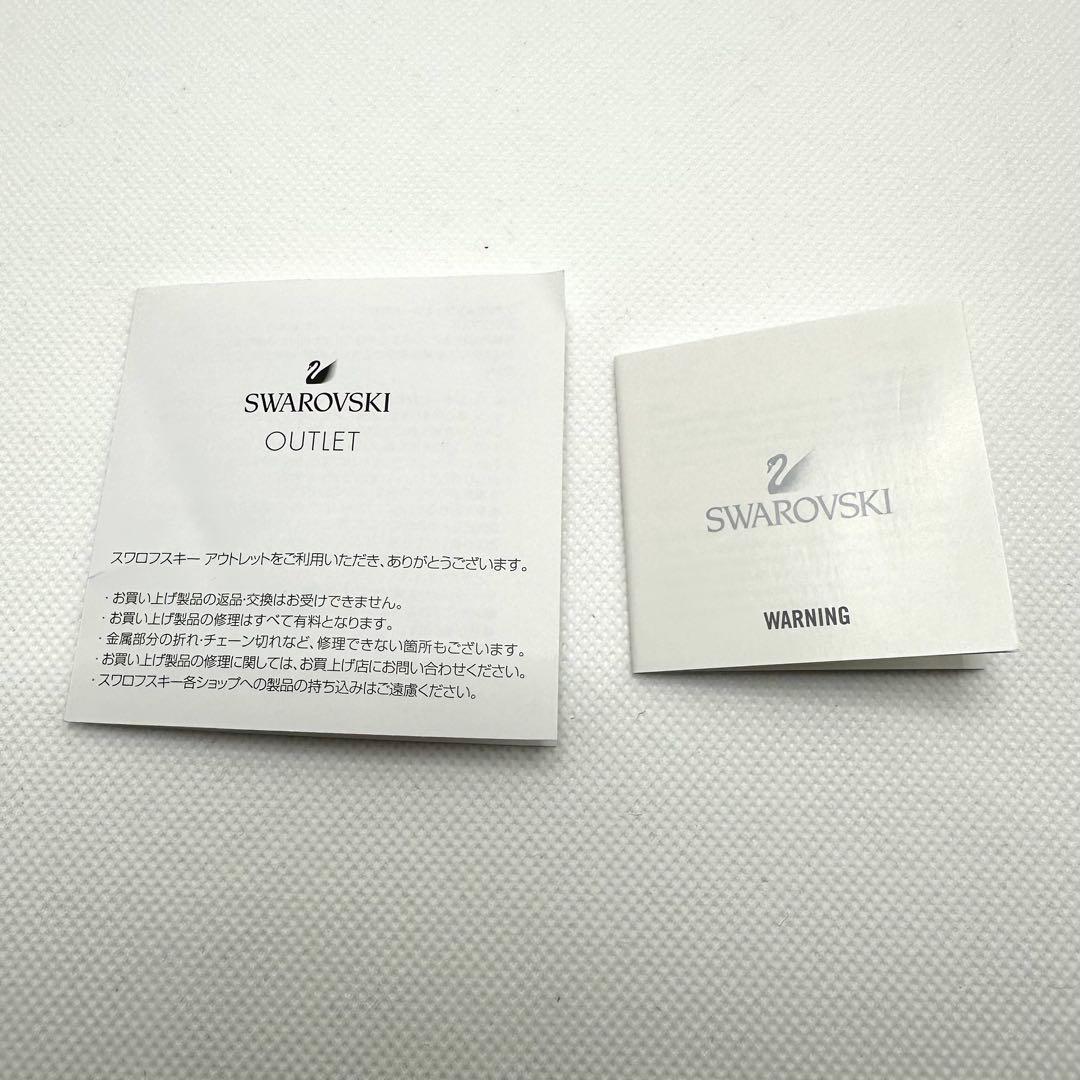 SWAROVSKI
OUTLET
スワロフスキー アウトレットをご利用いただき、ありがとうございます。
・お買い上げ製品の返品・交換はお受けできません。
・お買い上げ製品の修理はすべて有料となります。
・金属部分の折れ・チェーン切れなど、修理できない箇所もございます。
・お買い上げ製品の修理に関しては、お買上げ店にお問い合わせください。
・スワロフスキー各ショップへの製品の持ち込みはご遠慮ください。
SWAROVSKI
WARNING